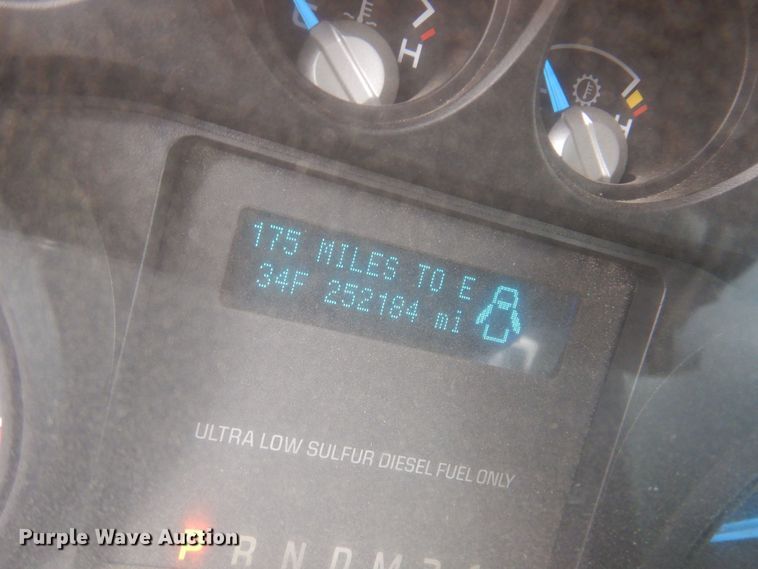 H
H
175 MILES TO E
34F 252184 mi
ULTRA LOW SULFUR DIESEL FUEL ONLY
P R N D M
Purple Wave Auction